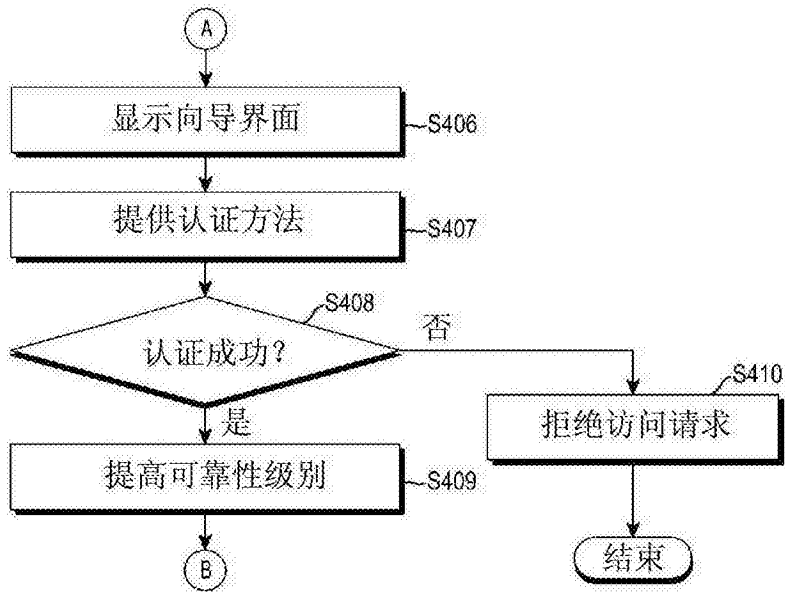 A
显示向导界面
S406
提供认证方法
S407
S408
认证成功?
否
是
S410
拒绝访问请求
提高可靠性级别
S409
结束
B